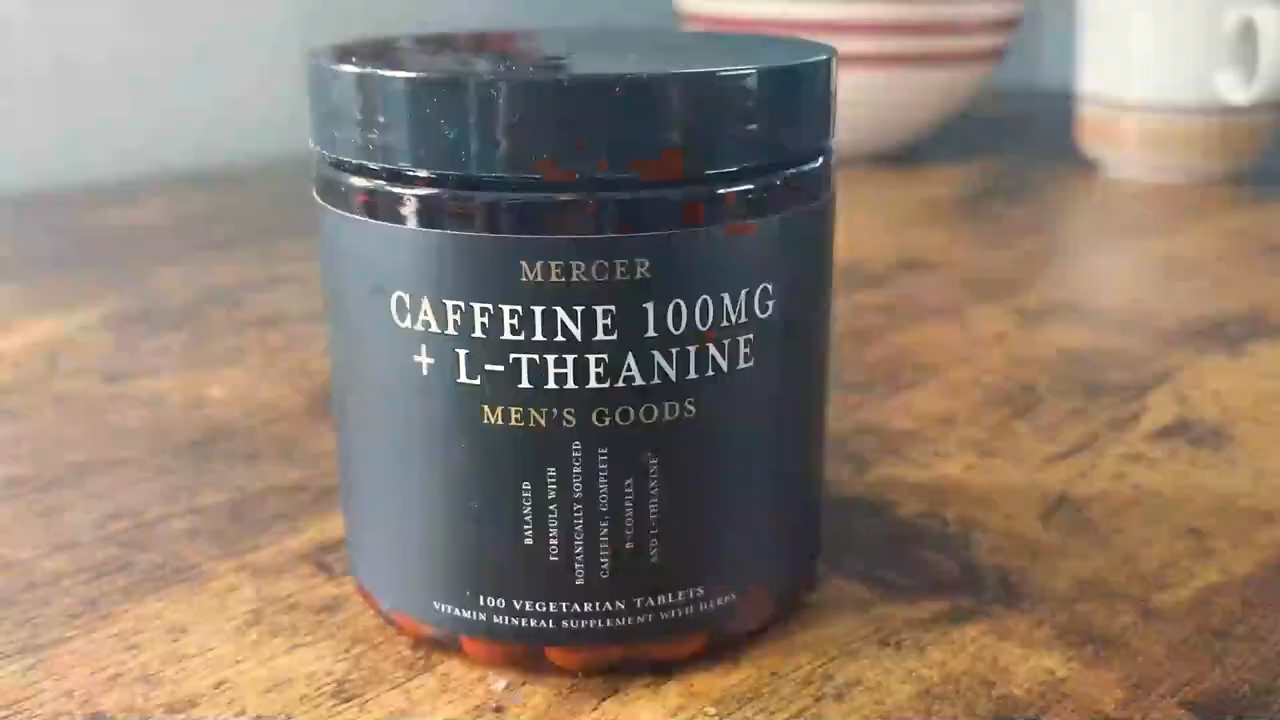 MERCER
CAFFEINE 100MG
+ L-THEANINE
MEN'S GOODS
BALANCED
FORMULA WITH
BOTANICALLY SOURCED
CAFFEINE, COMPLETE
B-COMPLEX
AND L-THEANINE*
100 VEGETARIAN TABLETS
VITAMIN MINERAL SUPPLEMENT WITH HERBS